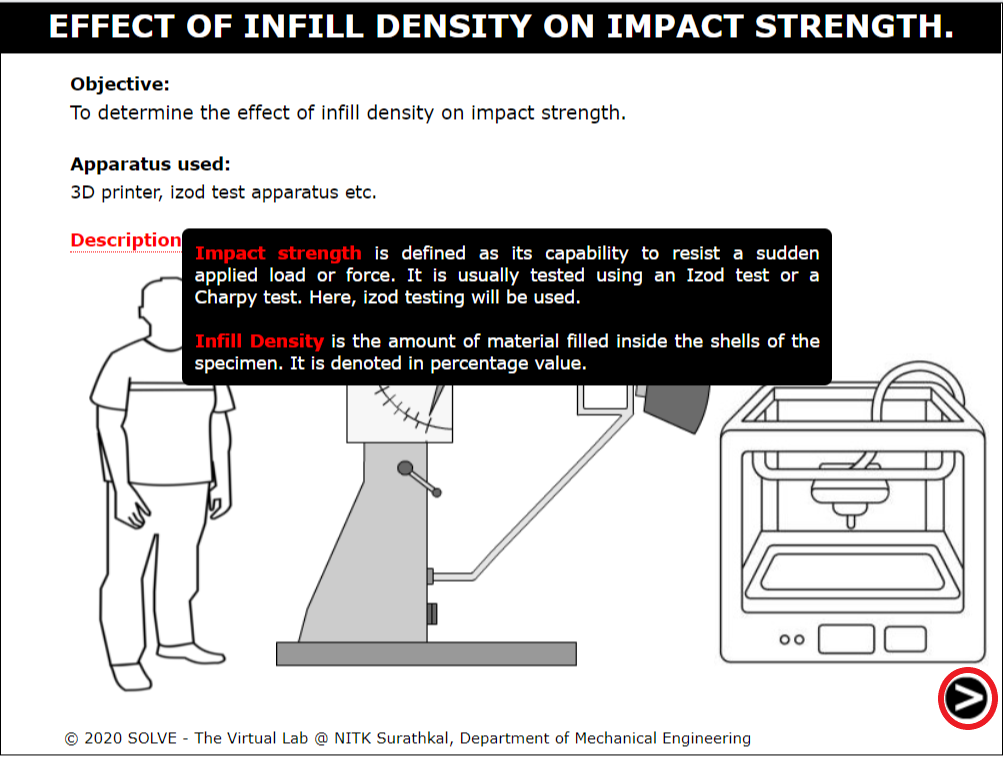 EFFECT OF INFILL DENSITY ON IMPACT STRENGTH.
Objective:
To determine the effect of infill density on impact strength.
Apparatus used:
3D printer, izod test apparatus etc.
Description
Impact strength is defined as its capability to resist a sudden
applied load or force. It is usually tested using an Izod test or a
Charpy test. Here, izod testing will be used.
Infill Density is the amount of material filled inside the shells of the
specimen. It is denoted in percentage value.
© 2020 SOLVE - The Virtual Lab @ NITK Surathkal, Department of Mechanical Engineering